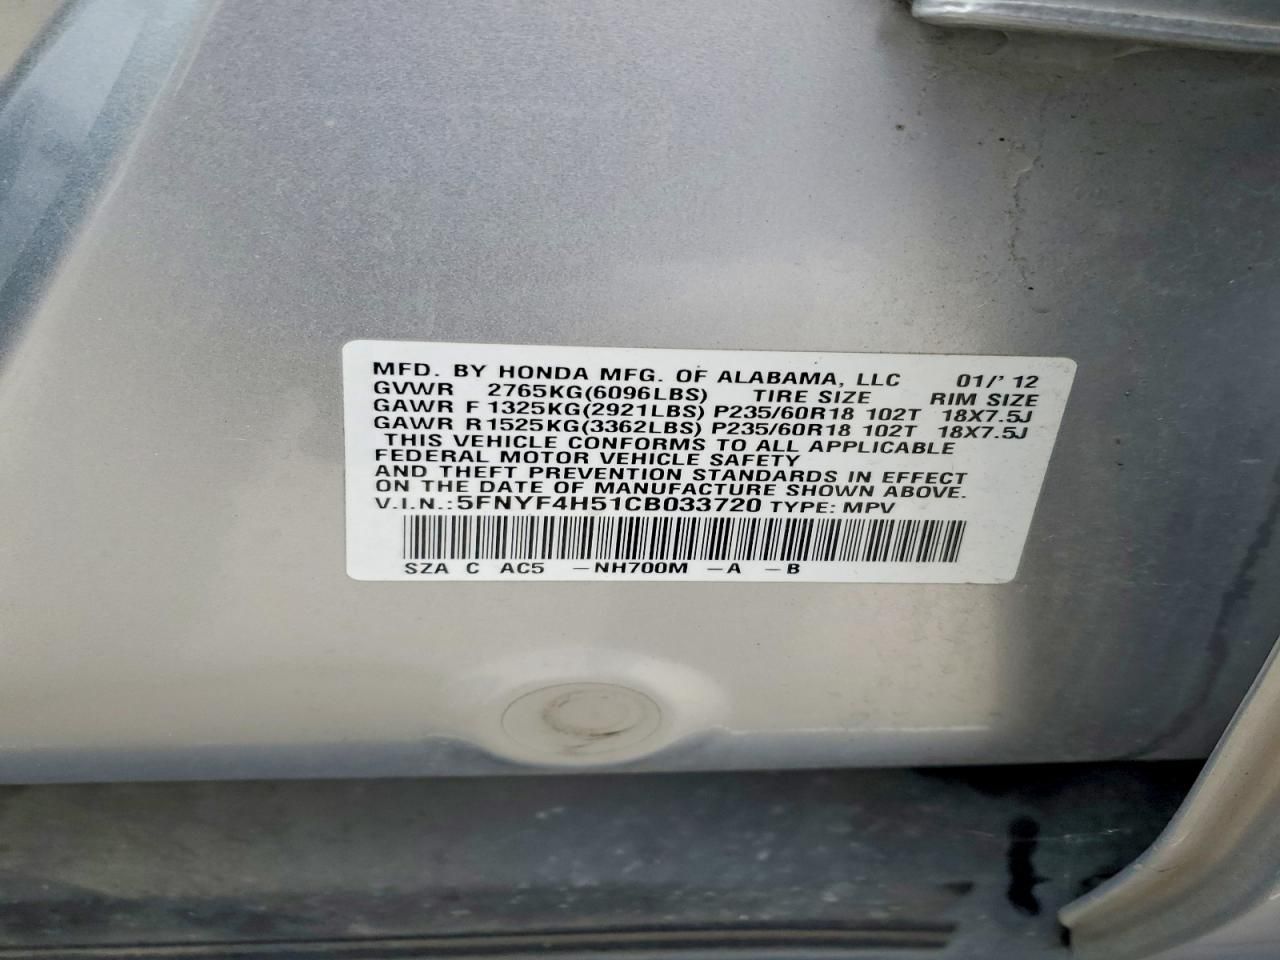 MFD. BY HONDA MFG. OF ALABAMA, LLC 01/'12
GVWR 2765KG(6096LBS) TIRE SIZE RIM SIZE
GAWR F 1325KG(2921LBS) P235/60R18 102T 18X7.5J
GAWR R 1525KG(3362LBS) P235/60R18 102T 18X7.5J
THIS VEHICLE CONFORMS TO ALL APPLICABLE
FEDERAL MOTOR VEHICLE SAFETY
AND THEFT PREVENTION STANDARDS IN EFFECT
ON THE DATE OF MANUFACTURE SHOWN ABOVE.
V.I.N.: 5FNYF4H51CB033720 TYPE: MPV
SZA C AC5 -NH700M -A -B